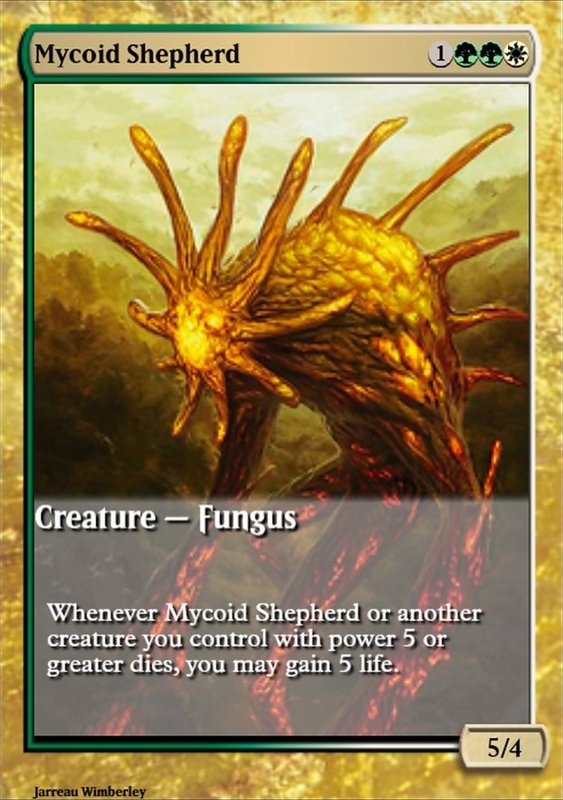 Mycoid Shepherd 1
Creature — Fungus
Whenever Mycoid Shepherd or another
creature you control with power 5 or
greater dies, you may gain 5 life.
5/4
Jarreau Wimberley